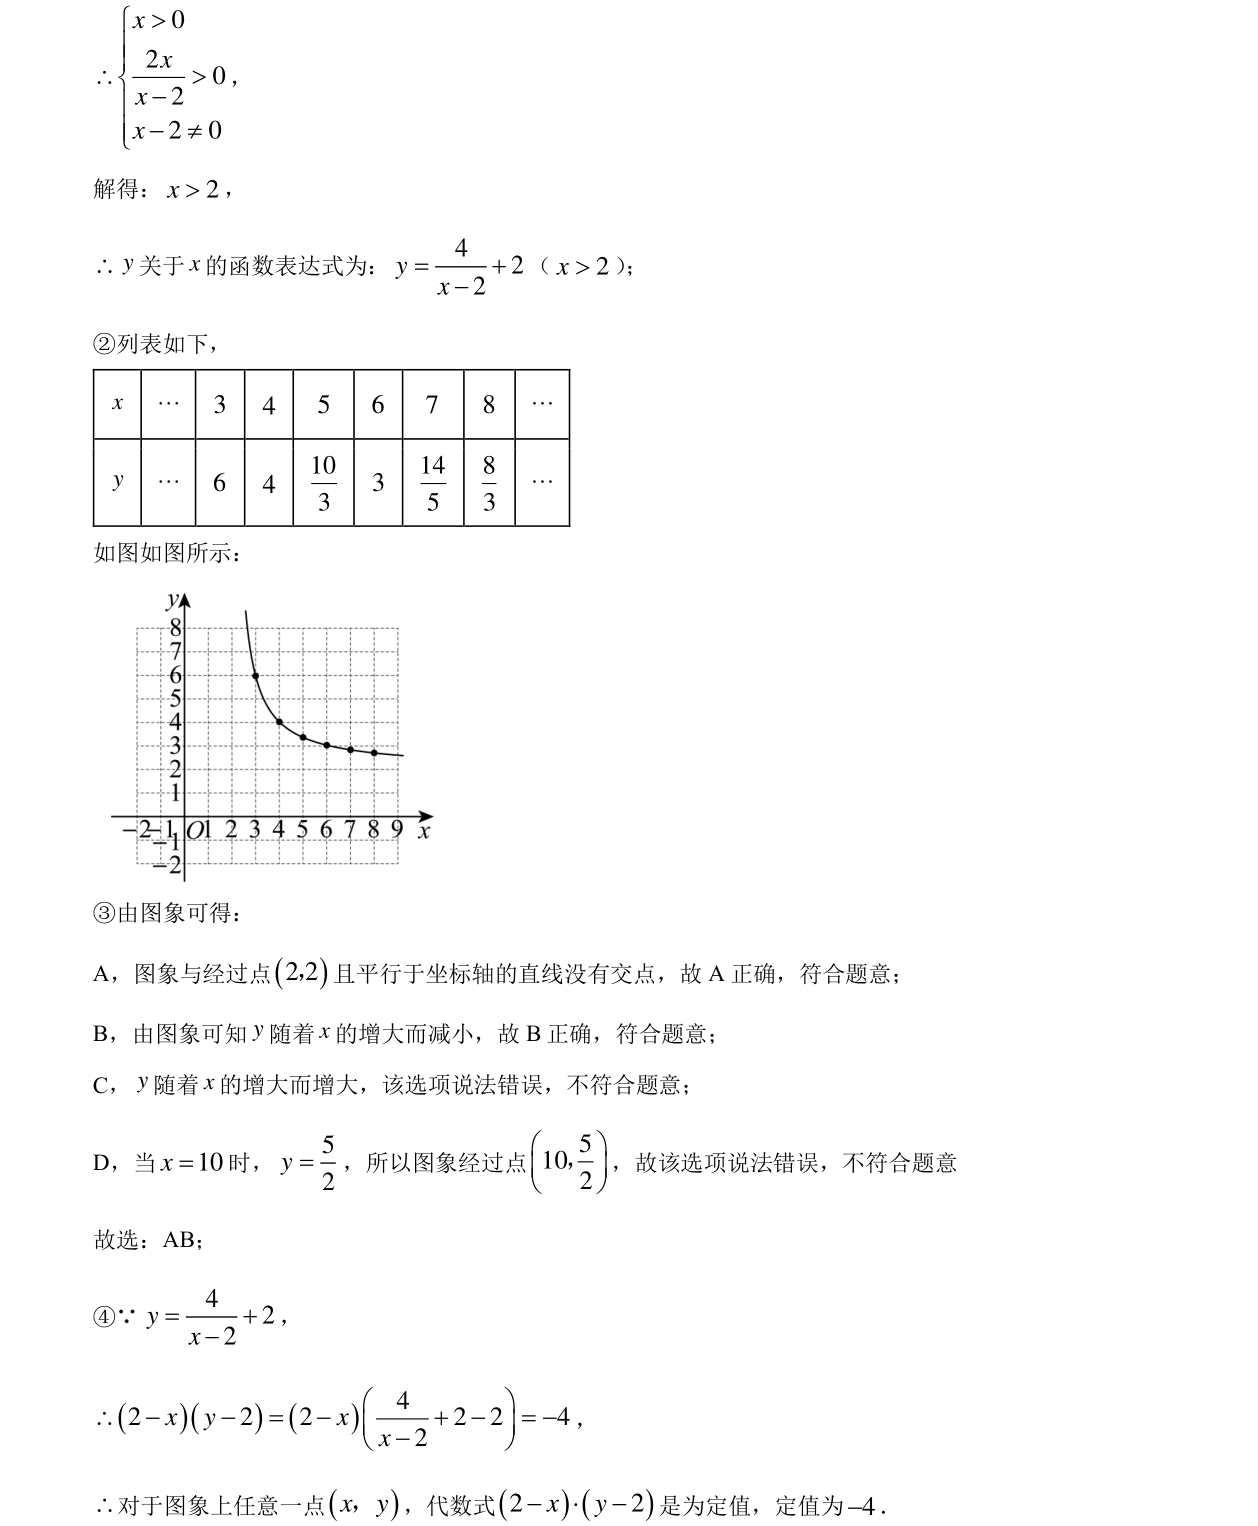 ∴{x>0
2x/(x−2)>0，
x−2≠0
解得：x>2，
∴y关于x的函数表达式为：y=4/(x−2)+2（x>2）；
②列表如下，
x ⋯ 3 4 5 6 7 8 ⋯
y ⋯ 6 4 10/3 3 14/5 8/3 ⋯
如图如图所示：
y
8
7
6
5
4
3
2
1
−2 −1 O 1 2 3 4 5 6 7 8 9 x
−1
−2
③由图象可得：
A，图象与经过点(2,2)且平行于坐标轴的直线没有交点，故 A 正确，符合题意；
B，由图象可知y随着x的增大而减小，故 B 正确，符合题意；
C，y随着x的增大而增大，该选项说法错误，不符合题意；
D，当x=10时，y=5/2，所以图象经过点(10,5/2)，故该选项说法错误，不符合题意
故选：AB；
④∵y=4/(x−2)+2，
∴(2−x)(y−2)=(2−x)(4/(x−2)+2−2)=−4，
∴对于图象上任意一点(x，y)，代数式(2−x)·(y−2)是为定值，定值为−4．